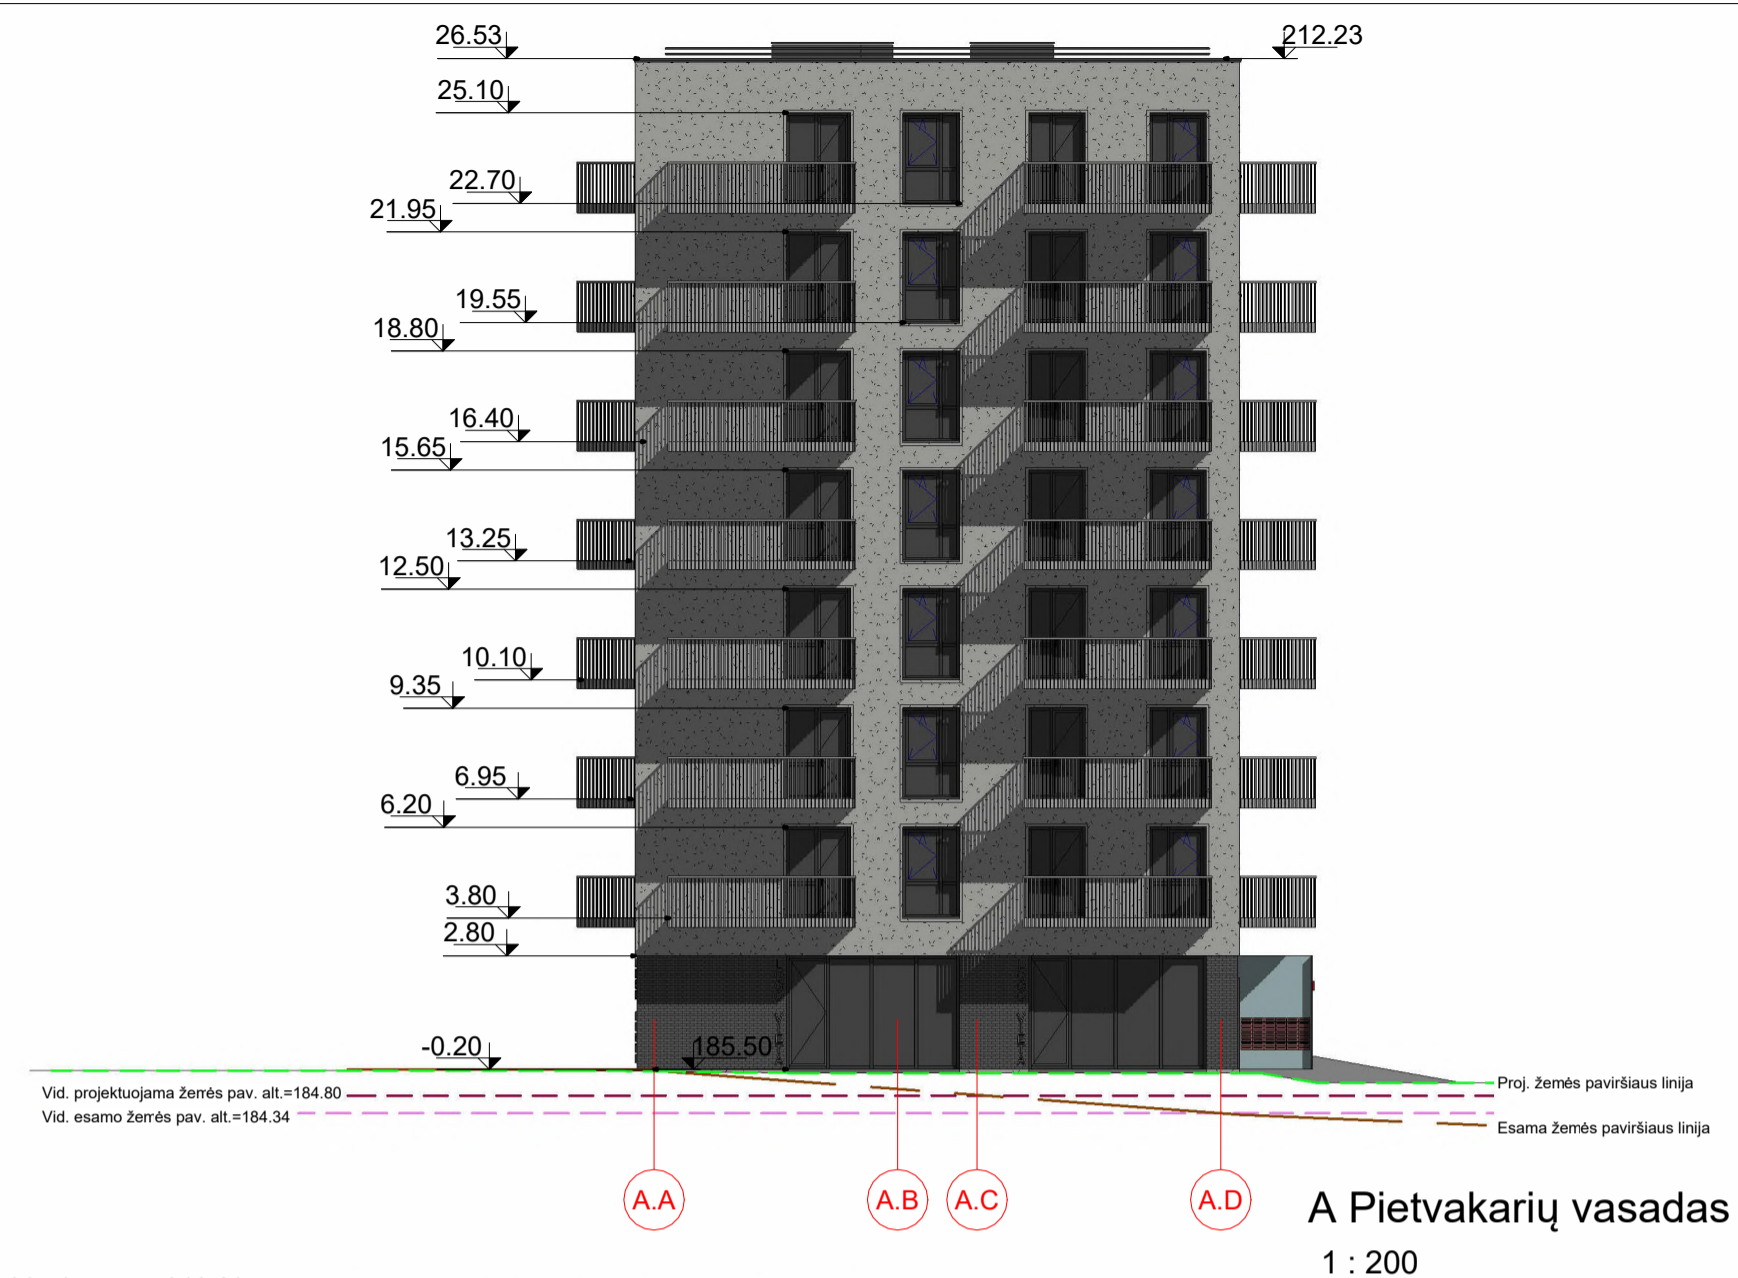 26.53
212.23
25.10
22.70
21.95
19.55
18.80
16.40
15.65
13.25
12.50
10.10
9.35
6.95
6.20
3.80
2.80
-0.20
185.50
Vid. projektuojama žerrės pav. alt.=184.80
Proj. žemės paviršiaus linija
Vid. esamo žerrės pav. alt.=184.34
Esama žemės paviršiaus linija
A.A
A.B
A.C
A.D
A Pietvakarių vasadas
1 : 200